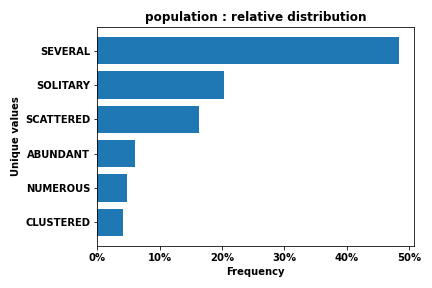 population : relative distribution
Unique values
SEVERAL
SOLITARY
SCATTERED
ABUNDANT
NUMEROUS
CLUSTERED
0% 10% 20% 30% 40% 50%
Frequency